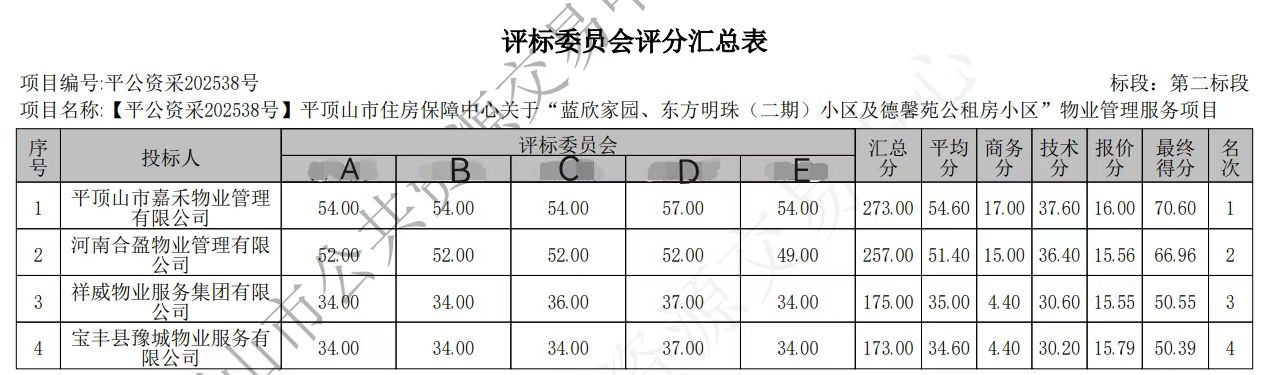 评标委员会评分汇总表
项目编号:平公资采202538号 标段：第二标段
项目名称:【平公资采202538号】平顶山市住房保障中心关于“蓝欣家园、东方明珠（二期）小区及德馨苑公租房小区”物业管理服务项目
序号 投标人 评标委员会 汇总分 平均分 商务分 技术分 报价分 最终得分 名次
A B C D E
1 平顶山市嘉禾物业管理有限公司 54.00 54.00 54.00 57.00 54.00 273.00 54.60 17.00 37.60 16.00 70.60 1
2 河南合盈物业管理有限公司 52.00 52.00 52.00 52.00 49.00 257.00 51.40 15.00 36.40 15.56 66.96 2
3 祥威物业服务集团有限公司 34.00 34.00 36.00 37.00 34.00 175.00 35.00 4.40 30.60 15.55 50.55 3
4 宝丰县豫城物业服务有限公司 34.00 34.00 34.00 37.00 34.00 173.00 34.60 4.40 30.20 15.79 50.39 4